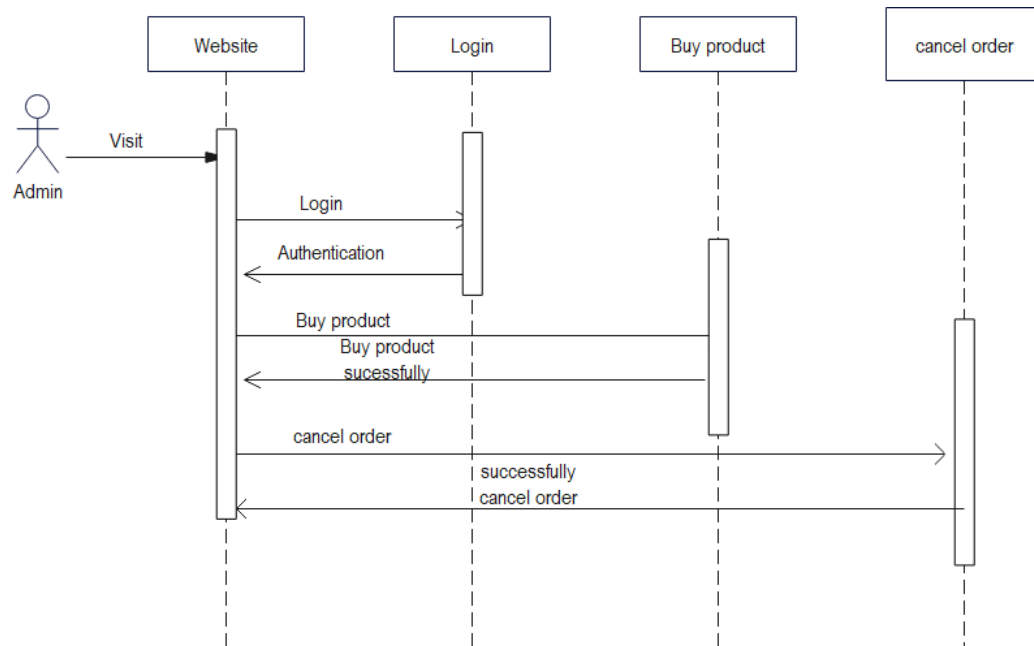 Website
Login
Buy product
cancel order
Visit
Admin
Login
Authentication
Buy product
Buy product
sucessfully
cancel order
successfully
cancel order